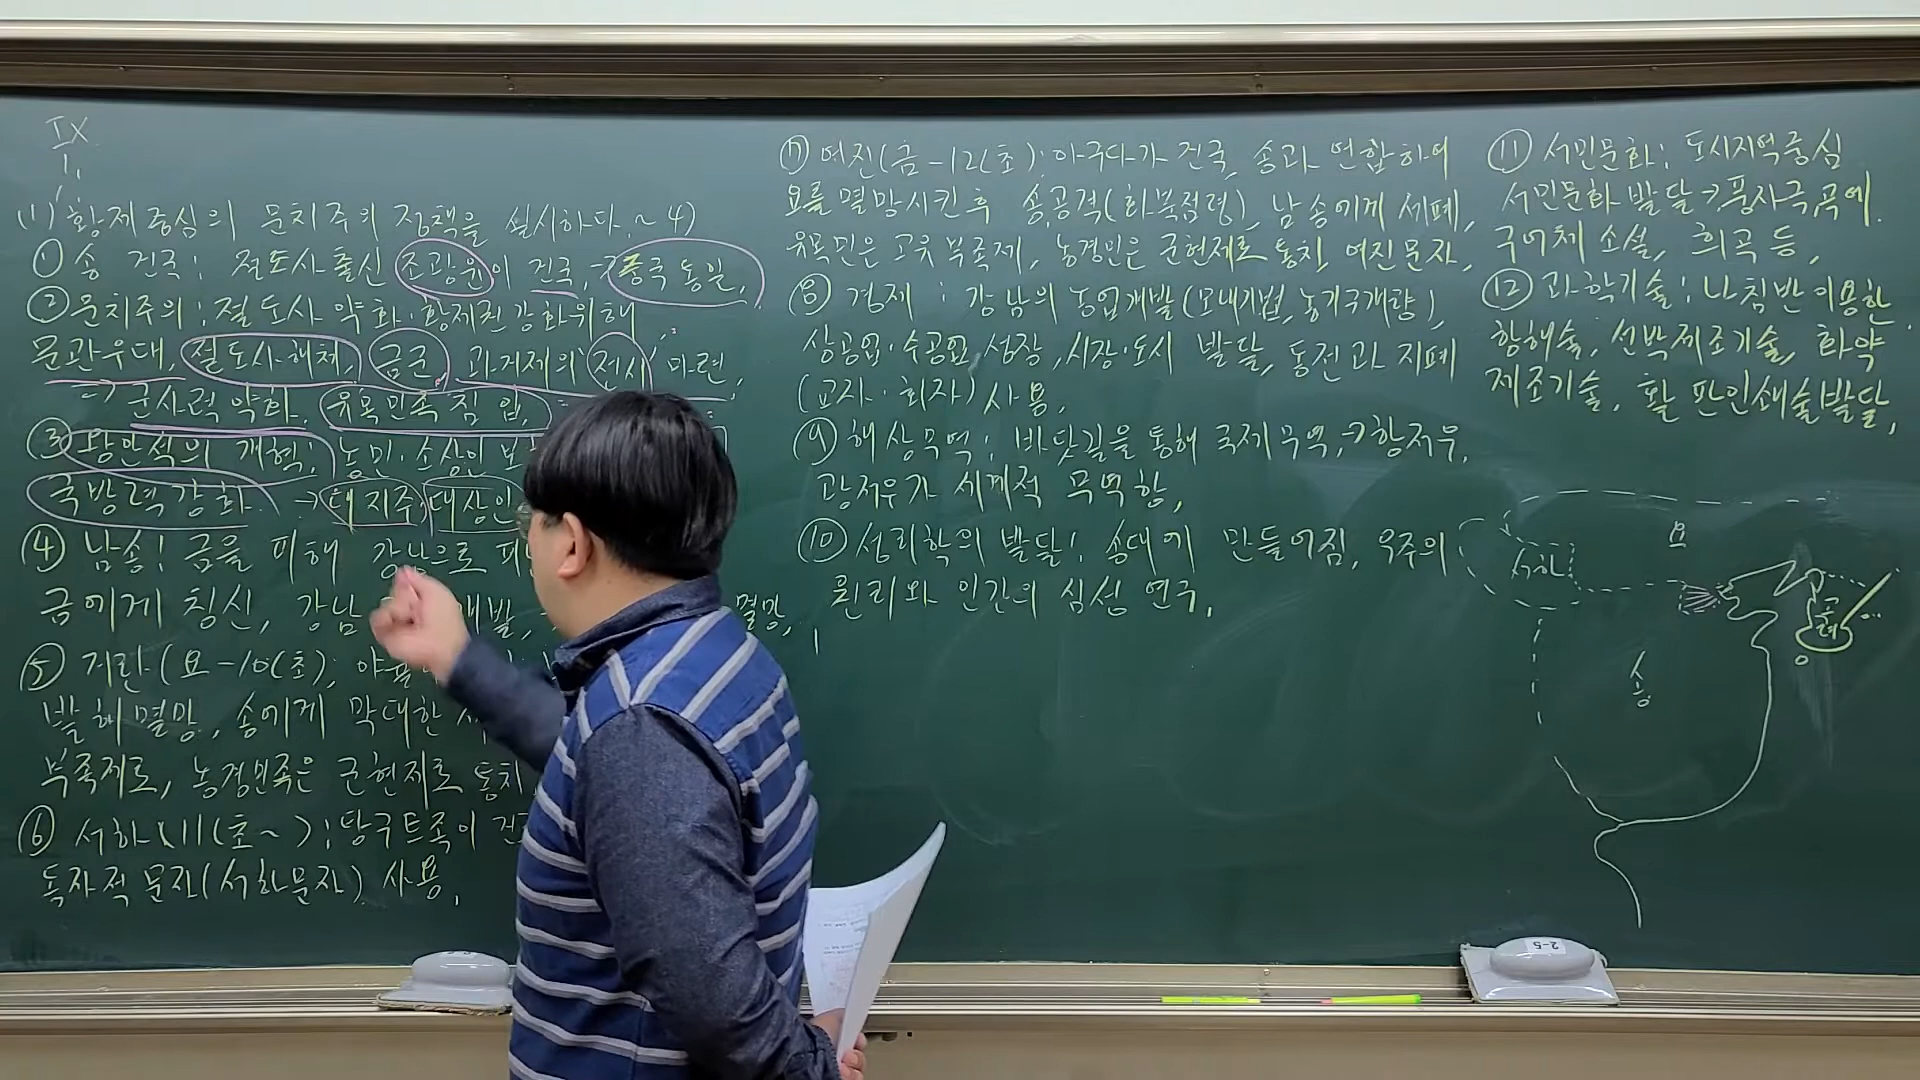 IX
1.
(1) 황제 중심의 문치주의 정책을 실시하다.(~4)
① 송 건국: 절도사 출신 조광윤이 건국, → 중국 통일,
② 문치주의: 절도사 약화·황제권 강화 위해
문관우대, 절도사 해체, 금군, 과거제의 전시 마련,
→ 군사력 약화, 유목민족 침입,
③ 왕안석의 개혁: 농민·소상인 보
국방력 강화 → 대지주, 대상인
④ 남송: 금을 피해 강남으로 피
금에게 칭신, 강남 개발, 멸망,
⑤ 거란(요-10C초): 야율
발해 멸망, 송에게 막대한 세
부족제로, 농경민족은 군현제로 통치,
⑥ 서하(11C초~): 탕구트족이 건
독자적 문자(서하문자) 사용,
⑦ 여진(금-12C초): 아구다가 건국, 송과 연합하여
요를 멸망시킨 후 송 공격(화북점령), 남송에게 세폐,
유목민은 고유 부족제, 농경민은 군현제로 통치, 여진문자,
⑧ 경제: 강남의 농업개발(모내기법, 농기구개량),
상공업·수공업 성장, 시장·도시 발달, 동전과 지폐
(교자·회자) 사용,
⑨ 해상무역: 바닷길을 통해 국제무역, → 항저우,
광저우가 세계적 무역항,
⑩ 성리학의 발달: 송대에 만들어짐, 우주의
원리와 인간의 심성 연구,
⑪ 서민문화: 도시지역중심
서민문화 발달 → 풍자극, 곡예,
구어체 소설, 희곡 등,
⑫ 과학기술: 나침반 이용한
항해술, 선박제조기술, 화약
제조기술, 활판인쇄술 발달,
요
서하
고려
송
2-5